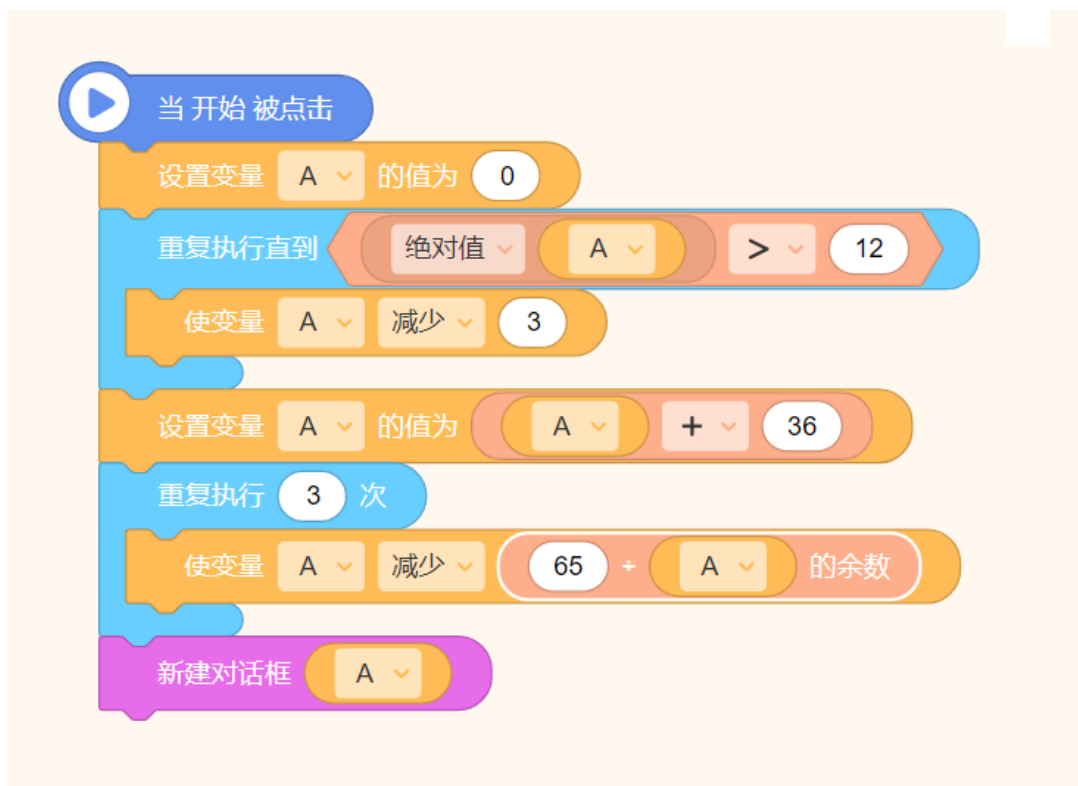 当 开始 被点击
设置变量 A 的值为 0
重复执行直到 绝对值 A > 12
使变量 A 减少 3
设置变量 A 的值为 A + 36
重复执行 3 次
使变量 A 减少 65 ÷ A 的余数
新建对话框 A